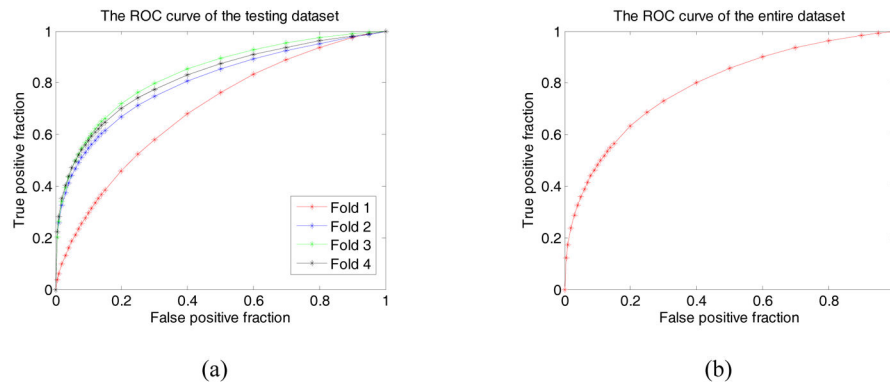 The ROC curve of the testing dataset
1
0.8
0.6
0.4
0.2
0
True positive fraction
Fold 1
Fold 2
Fold 3
Fold 4
0 0.2 0.4 0.6 0.8 1
False positive fraction
(a)
The ROC curve of the entire dataset
1
0.8
0.6
0.4
0.2
0
True positive fraction
0 0.2 0.4 0.6 0.8
False positive fraction
(b)